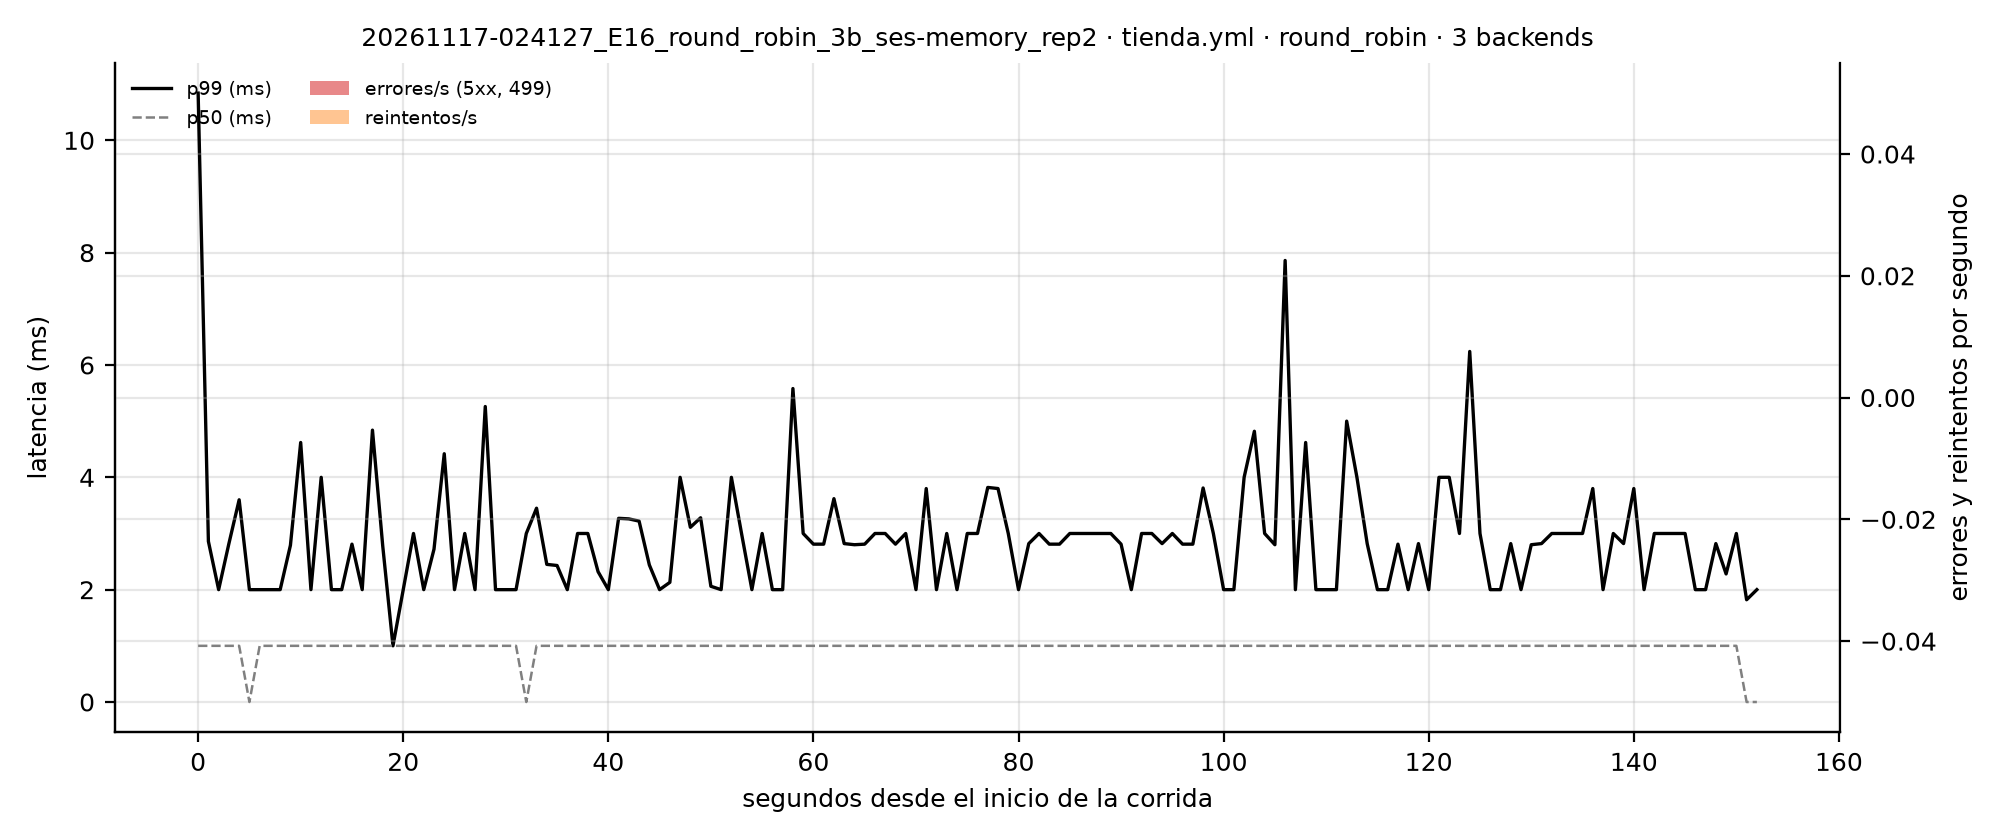 20261117-024127_E16_round_robin_3b_ses-memory_rep2 · tienda.yml · round_robin · 3 backends
p99 (ms)
p50 (ms)
errores/s (5xx, 499)
reintentos/s
latencia (ms)
10
8
6
4
2
0
0.04
0.02
0.00
−0.02
−0.04
errores y reintentos por segundo
0 20 40 60 80 100 120 140 160
segundos desde el inicio de la corrida